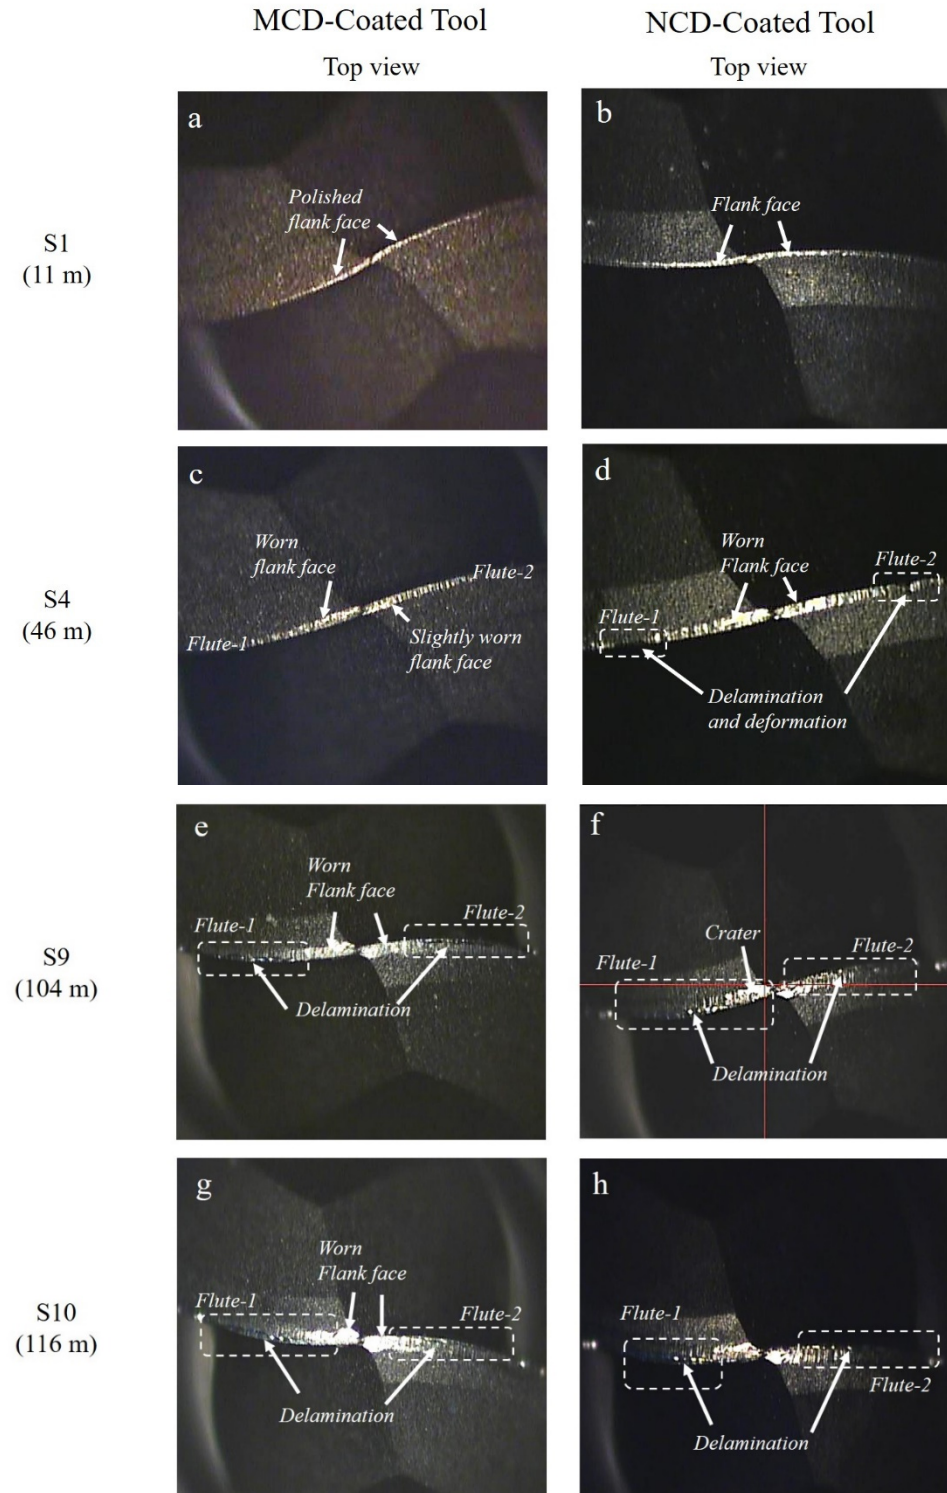 MCD-Coated Tool
NCD-Coated Tool
Top view
Top view
S1
(11 m)
a
Polished
flank face
b
Flank face
S4
(46 m)
c
Worn
flank face
Flute-2
Flute-1
Slightly worn
flank face
d
Worn
Flank face
Flute-2
Flute-1
Delamination
and deformation
S9
(104 m)
e
Worn
Flank face
Flute-1
Flute-2
Delamination
f
Crater
Flute-2
Flute-1
Delamination
S10
(116 m)
g
Worn
Flank face
Flute-1
Flute-2
Delamination
h
Flute-1
Flute-2
Delamination